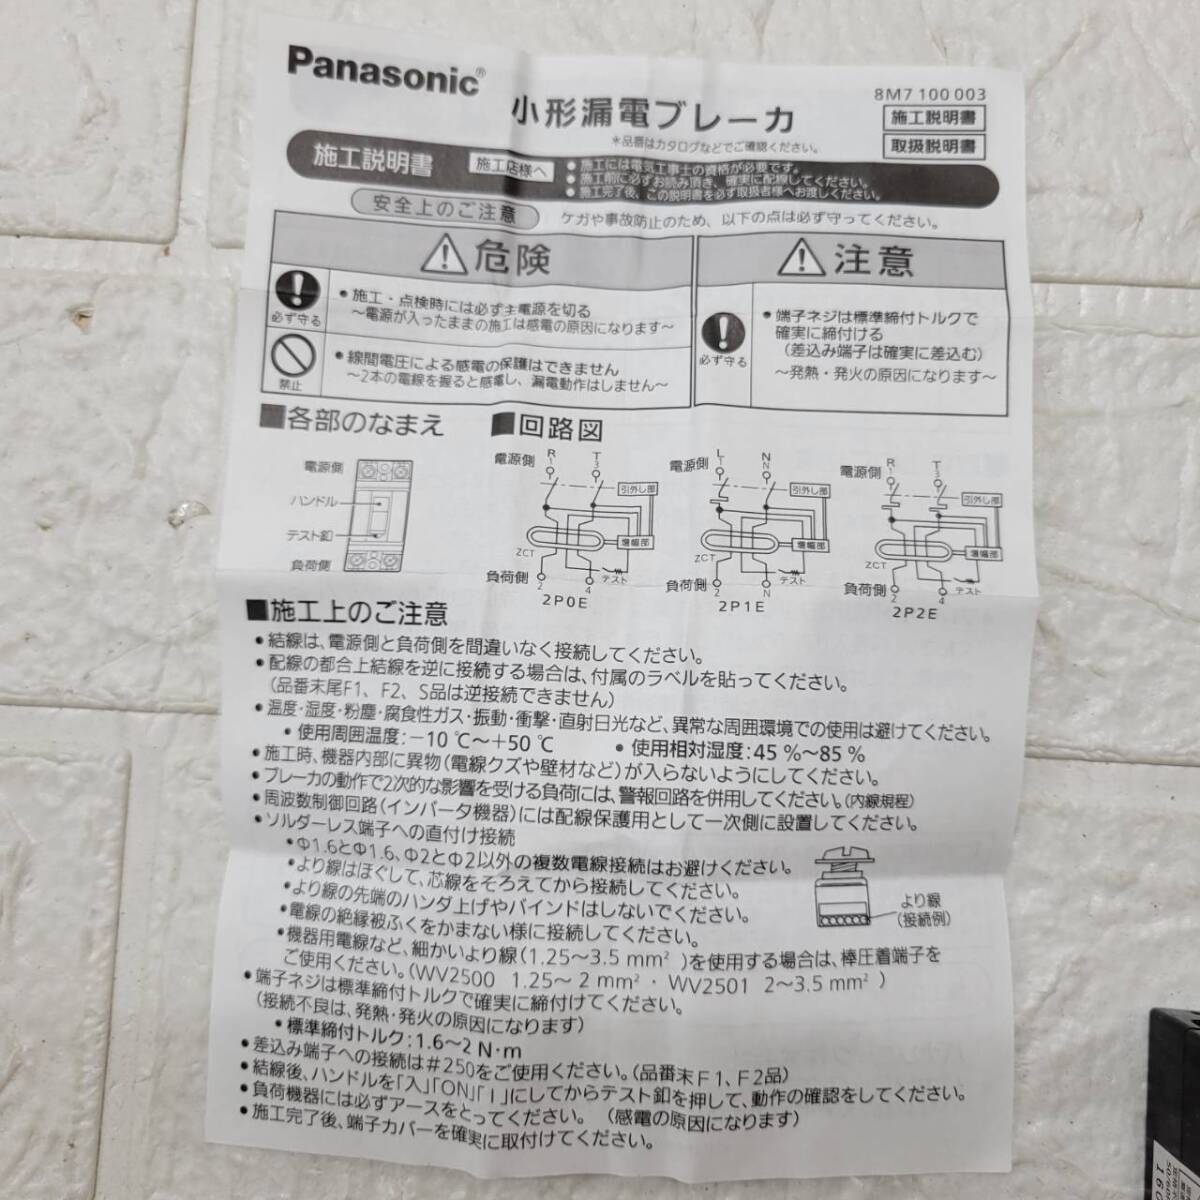 Panasonic®
小形漏電ブレーカ
8M7 100 003
施工説明書
取扱説明書
*品番はカタログなどでご確認ください。
施工説明書
施工店様へ
●施工には電気工事士の資格が必要です。
●施工前に必ずお読み頂き、確実に配線してください。
●施工完了後、この説明書を必ず取扱者様へお渡しください。
安全上のご注意
ケガや事故防止のため、以下の点は必ず守ってください。
危険
必ず守る
●施工・点検時には必ず主電源を切る
～電源が入ったままの施工は感電の原因になります～
禁止
●線間電圧による感電の保護はできません
～2本の電線を握ると感電し、漏電動作はしません～
注意
必ず守る
●端子ネジは標準締付トルクで
確実に締付ける
(差込み端子は確実に差込む)
～発熱・発火の原因になります～
■各部のなまえ
電源側
ハンドル
テスト釦
負荷側
■回路図
電源側
R
1
T
3
引外し部
増幅部
ZCT
テスト
負荷側
2
4
2P0E
電源側
L
1
N
N
引外し部
増幅部
ZCT
テスト
負荷側
2
N
2P1E
電源側
R
1
T
3
引外し部
増幅部
ZCT
テスト
負荷側
2
4
2P2E
■施工上のご注意
●結線は、電源側と負荷側を間違いなく接続してください。
●配線の都合上結線を逆に接続する場合は、付属のラベルを貼ってください。
(品番末尾F1、F2、S品は逆接続できません)
●温度・湿度・粉塵・腐食性ガス・振動・衝撃・直射日光など、異常な周囲環境での使用は避けてください。
●使用周囲温度:－10℃～＋50℃ ●使用相対湿度:45%～85%
●施工時、機器内部に異物(電線クズや壁材など)が入らないようにしてください。
●ブレーカの動作で2次的な影響を受ける負荷には、警報回路を併用してください。(内線規程)
●周波数制御回路(インバータ機器)には配線保護用として一次側に設置してください。
●ソルダーレス端子への直付け接続
●Φ1.6とΦ1.6、Φ2とΦ2以外の複数電線接続はお避けください。
●より線はほぐして、芯線をそろえてから接続してください。
●より線の先端のハンダ上げやバインドはしないでください。
●電線の絶縁被ふくをかまない様に接続してください。
●機器用電線など、細かいより線(1.25～3.5mm²)を使用する場合は、棒圧着端子を
ご使用ください。(WV2500 1.25～2mm²・WV2501 2～3.5mm²)
より線
(接続例)
●端子ネジは標準締付トルクで確実に締付けてください。
(接続不良は、発熱・発火の原因になります)
●標準締付トルク:1.6～2N・m
●差込み端子への接続は#250をご使用ください。(品番末F1、F2品)
●結線後、ハンドルを「入」「ON」「I」にしてからテスト釦を押して、動作の確認をしてください。
●負荷機器には必ずアースをとってください。(感電の原因になります)
●施工完了後、端子カバーを確実に取付けてください。